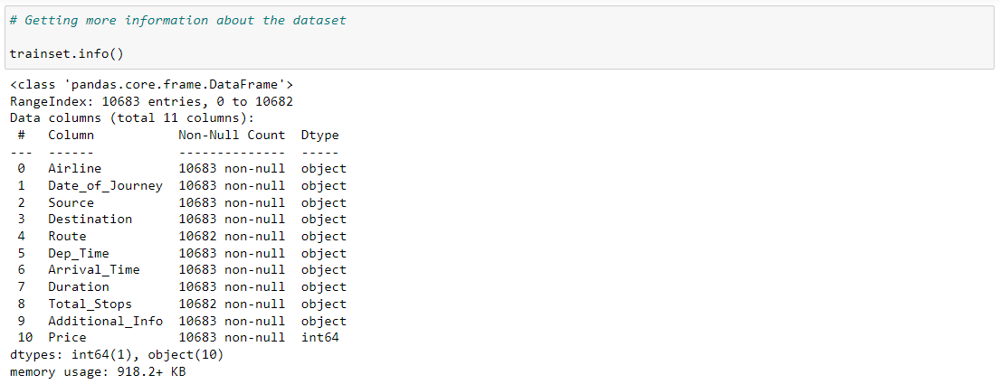 # Getting more information about the dataset
trainset.info()
<class 'pandas.core.frame.DataFrame'>
RangeIndex: 10683 entries, 0 to 10682
Data columns (total 11 columns):
 #   Column           Non-Null Count  Dtype
---  ------           --------------  -----
 0   Airline          10683 non-null  object
 1   Date_of_Journey  10683 non-null  object
 2   Source           10683 non-null  object
 3   Destination      10683 non-null  object
 4   Route            10682 non-null  object
 5   Dep_Time         10683 non-null  object
 6   Arrival_Time     10683 non-null  object
 7   Duration         10683 non-null  object
 8   Total_Stops      10682 non-null  object
 9   Additional_Info  10683 non-null  object
 10  Price            10683 non-null  int64
dtypes: int64(1), object(10)
memory usage: 918.2+ KB